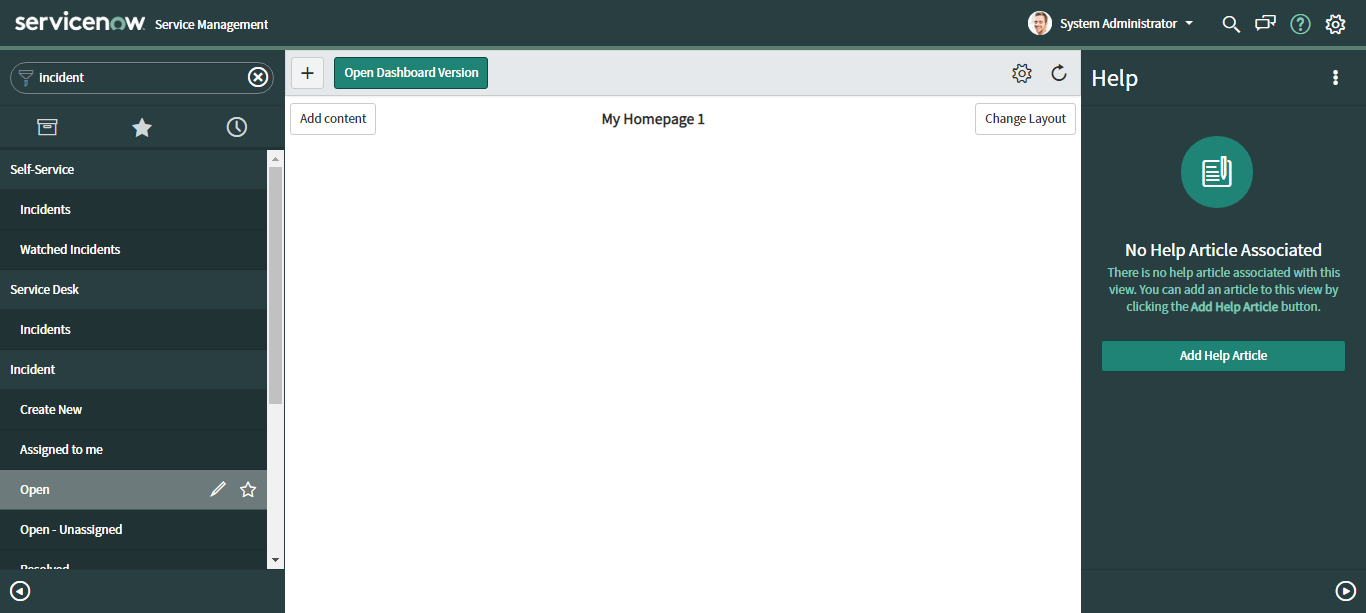 servicenow. Service Management
System Administrator
incident
Self-Service
Incidents
Watched Incidents
Service Desk
Incidents
Incident
Create New
Assigned to me
Open
Open - Unassigned
Resolved
+ Open Dashboard Version
Add content
My Homepage 1
Change Layout
Help
No Help Article Associated
There is no help article associated with this
view. You can add an article to this view by
clicking the Add Help Article button.
Add Help Article